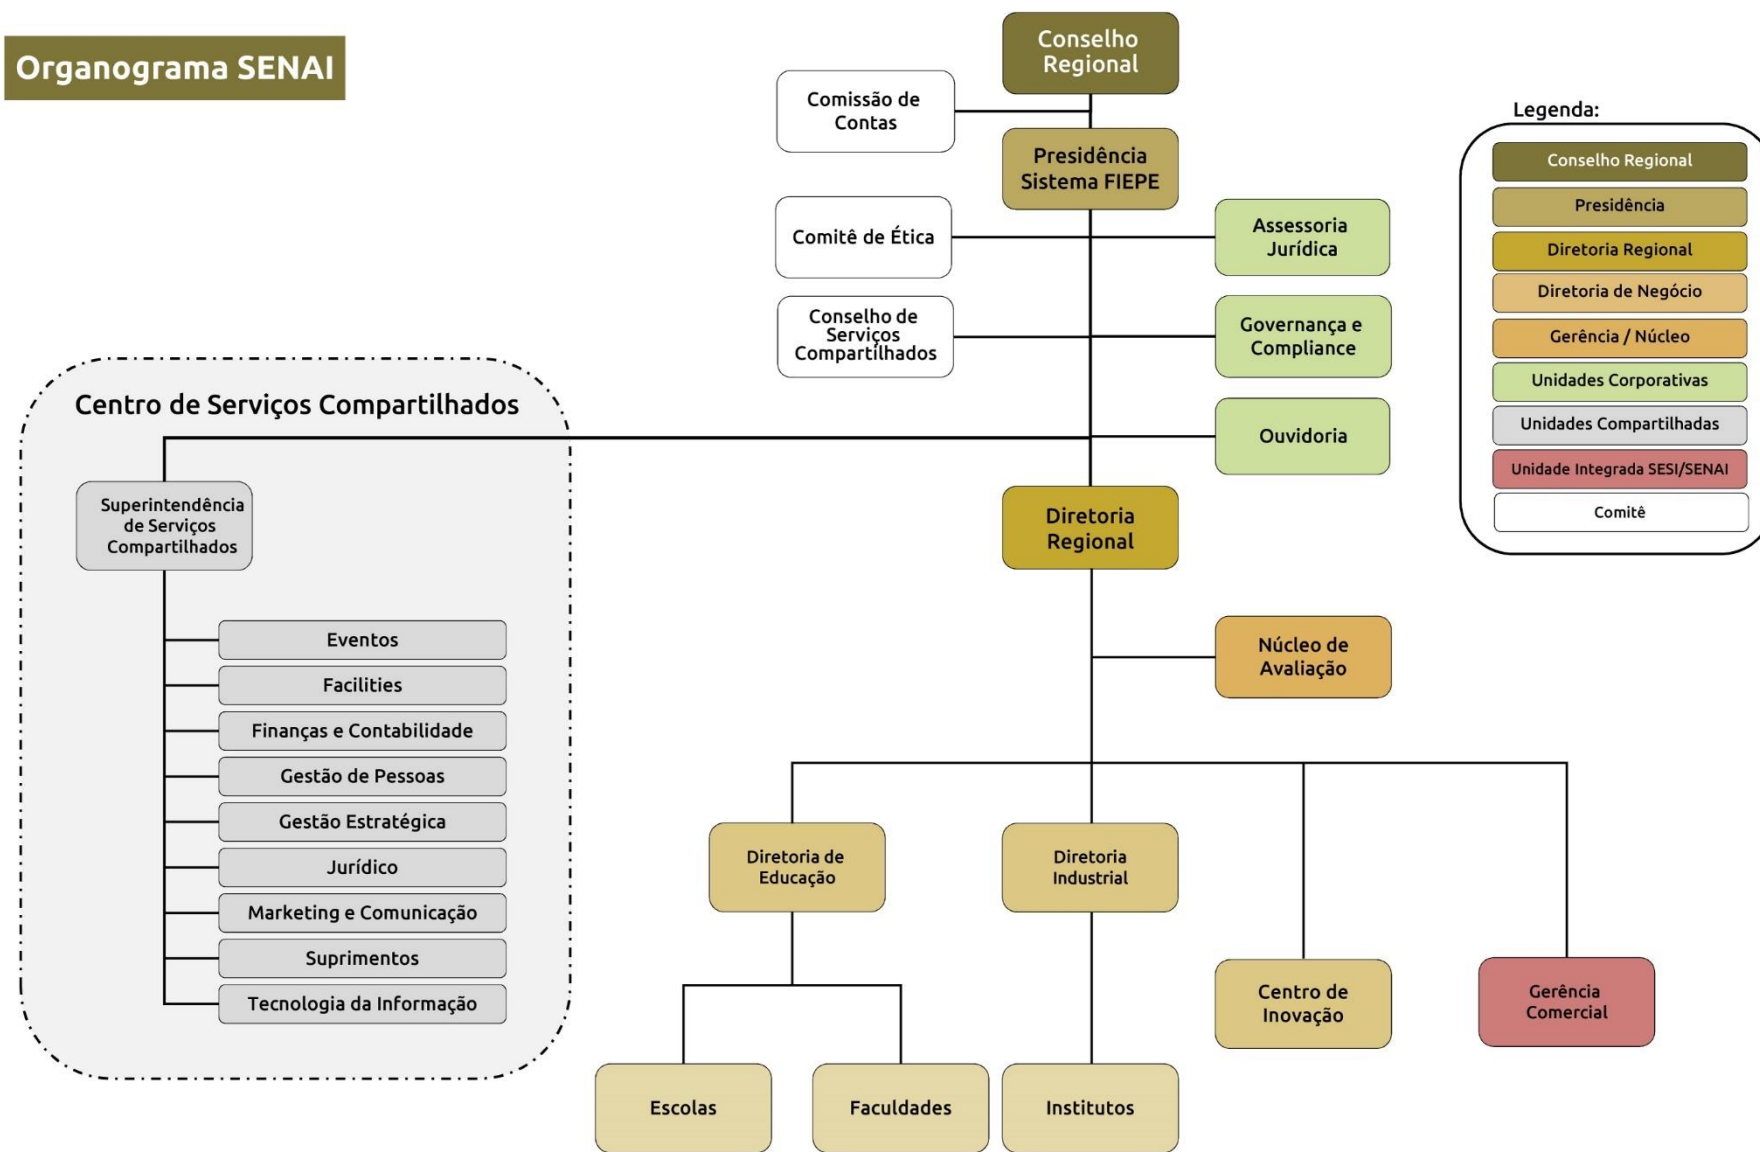 Organograma SENAI
Conselho
Regional
Comissão de
Contas
Presidência
Sistema FIEPE
Comitê de Ética
Assessoria
Jurídica
Conselho de
Serviços
Compartilhados
Governança e
Compliance
Ouvidoria
Centro de Serviços Compartilhados
Superintendência
de Serviços
Compartilhados
Eventos
Facilities
Finanças e Contabilidade
Gestão de Pessoas
Gestão Estratégica
Jurídico
Marketing e Comunicação
Suprimentos
Tecnologia da Informação
Diretoria
Regional
Núcleo de
Avaliação
Diretoria de
Educação
Diretoria
Industrial
Centro de
Inovação
Gerência
Comercial
Escolas
Faculdades
Institutos
Legenda:
Conselho Regional
Presidência
Diretoria Regional
Diretoria de Negócio
Gerência / Núcleo
Unidades Corporativas
Unidades Compartilhadas
Unidade Integrada SESI/SENAI
Comitê